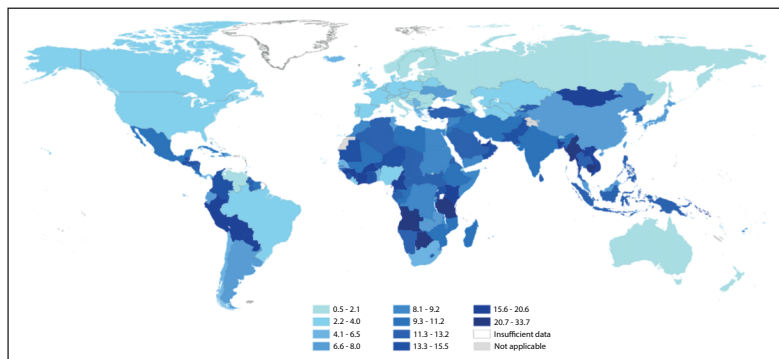 0.5 - 2.1
2.2 - 4.0
4.1 - 6.5
6.6 - 8.0
8.1 - 9.2
9.3 - 11.2
11.3 - 13.2
13.3 - 15.5
15.6 - 20.6
20.7 - 33.7
Insufficient data
Not applicable